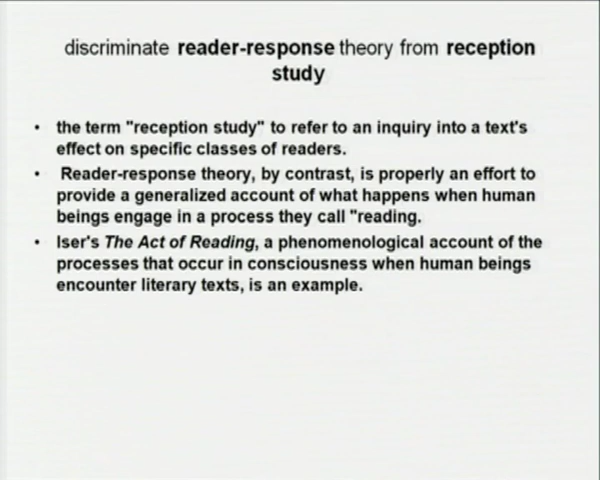 discriminate reader-response theory from reception
study
• the term "reception study" to refer to an inquiry into a text's
effect on specific classes of readers.
• Reader-response theory, by contrast, is properly an effort to
provide a generalized account of what happens when human
beings engage in a process they call "reading.
• Iser's The Act of Reading, a phenomenological account of the
processes that occur in consciousness when human beings
encounter literary texts, is an example.